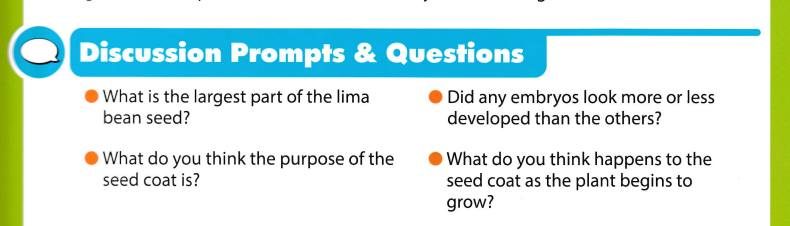 Discussion Prompts & Questions
What is the largest part of the lima
bean seed?
What do you think the purpose of the
seed coat is?
Did any embryos look more or less
developed than the others?
What do you think happens to the
seed coat as the plant begins to
grow?